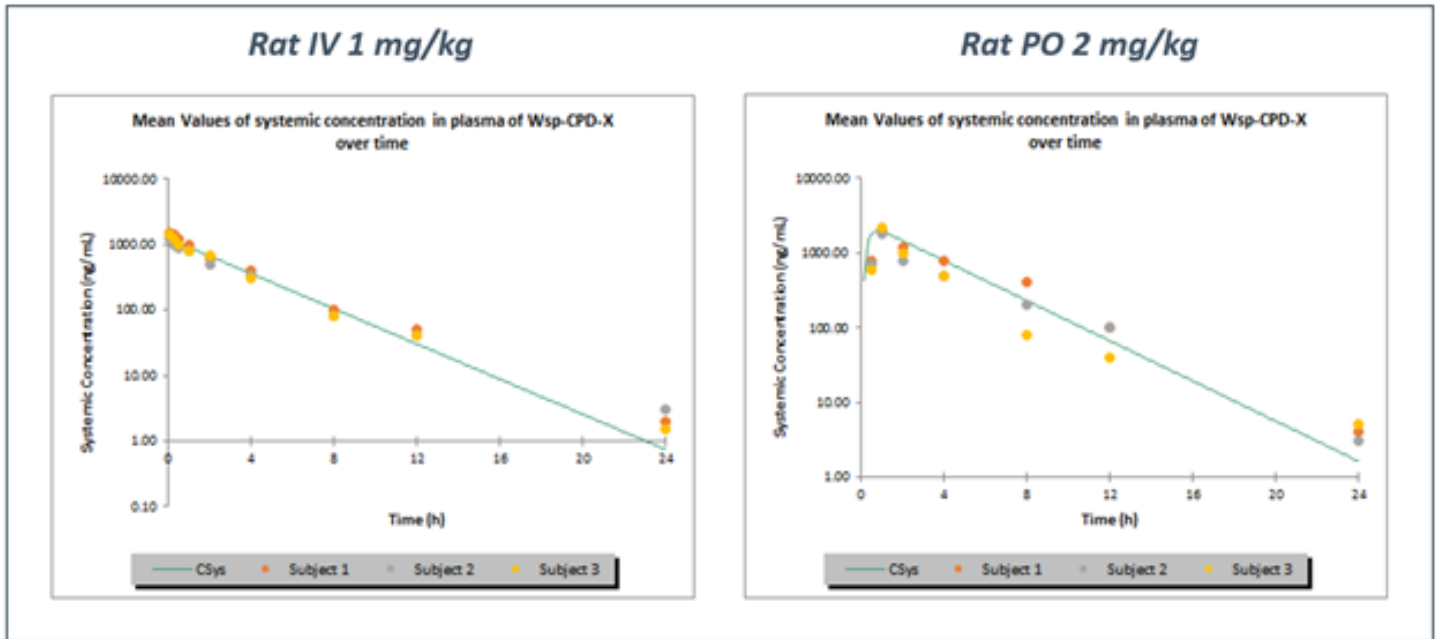 Rat IV 1 mg/kg
Mean Values of systemic concentration in plasma of Wsp-CPD-X
over time
10000.00
1000.00
100.00
10.00
1.00
0.10
Systemic Concentration (ng/mL)
0
4
8
12
16
20
24
Time (h)
CSys
Subject 1
Subject 2
Subject 3
Rat PO 2 mg/kg
Mean Values of systemic concentration in plasma of Wsp-CPD-X
over time
10000.00
1000.00
100.00
10.00
1.00
Systemic Concentration (ng/mL)
0
4
8
12
16
20
24
Time (h)
CSys
Subject 1
Subject 2
Subject 3